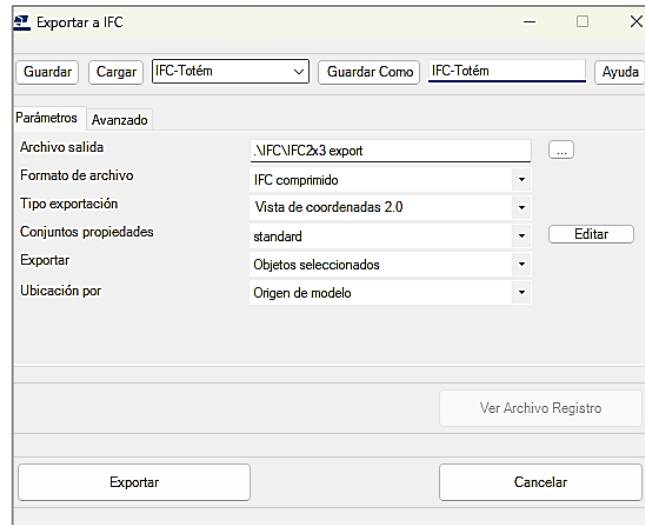 Exportar a IFC
Guardar Cargar IFC-Totém Guardar Como IFC-Totém Ayuda
Parámetros Avanzado
Archivo salida .\IFC\IFC2x3 export ...
Formato de archivo IFC comprimido
Tipo exportación Vista de coordenadas 2.0
Conjuntos propiedades standard Editar
Exportar Objetos seleccionados
Ubicación por Origen de modelo
Ver Archivo Registro
Exportar Cancelar